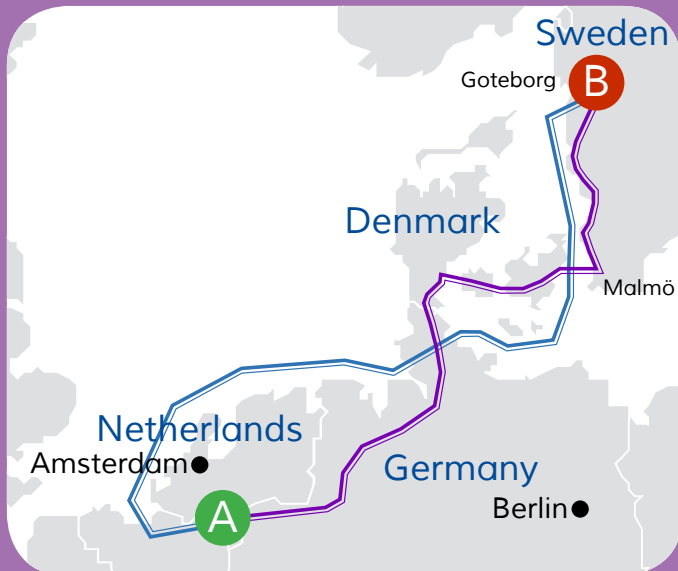 Sweden
Goteborg
B
Denmark
Malmö
Netherlands
Amsterdam
Germany
A
Berlin